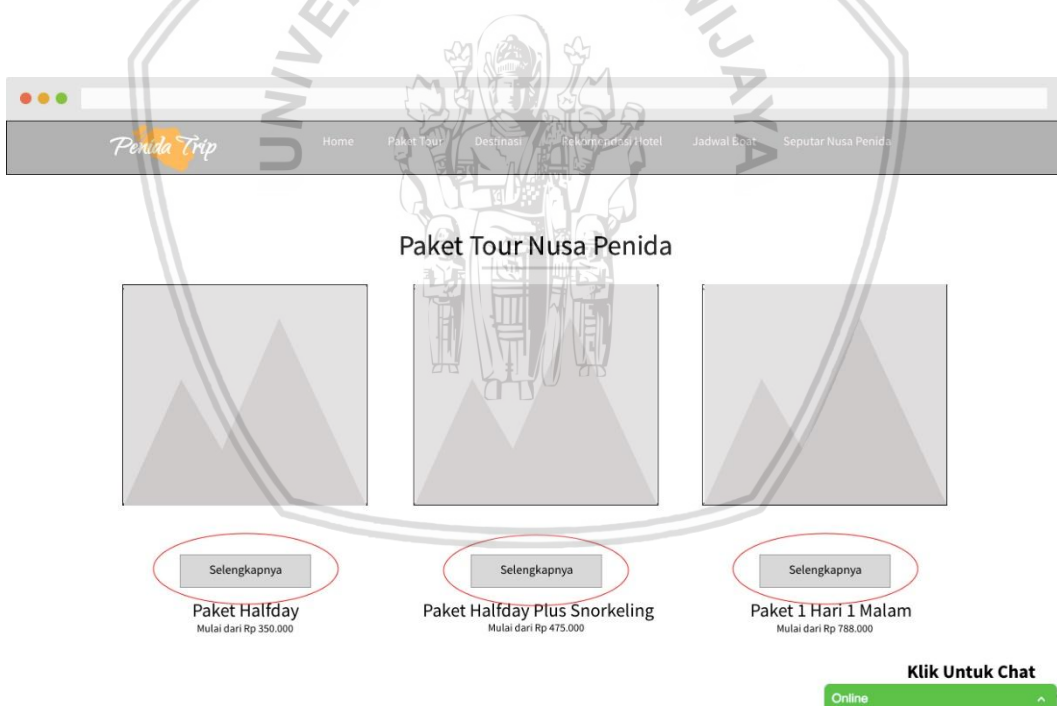 UNIVE
WIJAYA
Penida Trip
Home Paket Tour Destinasi Rekomendasi Hotel Jadwal Boat Seputar Nusa Penida
Paket Tour Nusa Penida
Selengkapnya Selengkapnya Selengkapnya
Paket Halfday Paket Halfday Plus Snorkeling Paket 1 Hari 1 Malam
Mulai dari Rp 350.000 Mulai dari Rp 475.000 Mulai dari Rp 788.000
Klik Untuk Chat
Online